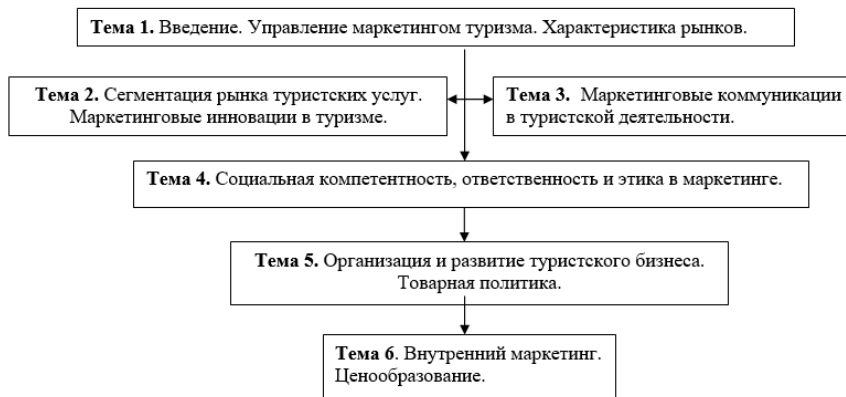 Тема 1. Введение. Управление маркетингом туризма. Характеристика рынков.
Тема 2. Сегментация рынка туристских услуг.
Маркетинговые инновации в туризме.
Тема 3. Маркетинговые коммуникации
в туристской деятельности.
Тема 4. Социальная компетентность, ответственность и этика в маркетинге.
Тема 5. Организация и развитие туристского бизнеса.
Товарная политика.
Тема 6. Внутренний маркетинг.
Ценообразование.